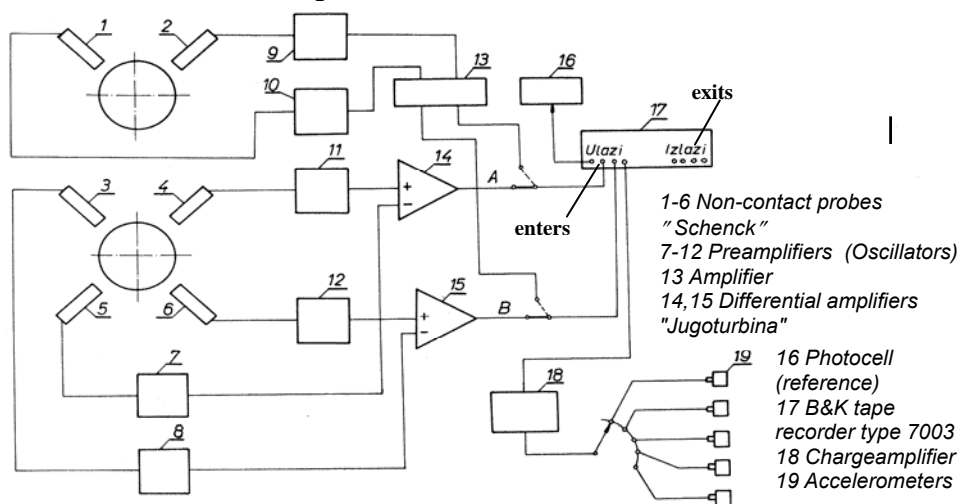 1
2
9
10
13
16
exits
17
Ulazi
Izlazi
3
4
11
14
A
enters
5
6
12
15
B
7
8
18
19
1-6 Non-contact probes
"Schenck"
7-12 Preamplifiers (Oscillators)
13 Amplifier
14,15 Differential amplifiers
"Jugoturbina"
16 Photocell
(reference)
17 B&K tape
recorder type 7003
18 Chargeamplifier
19 Accelerometers
+
-
+
-